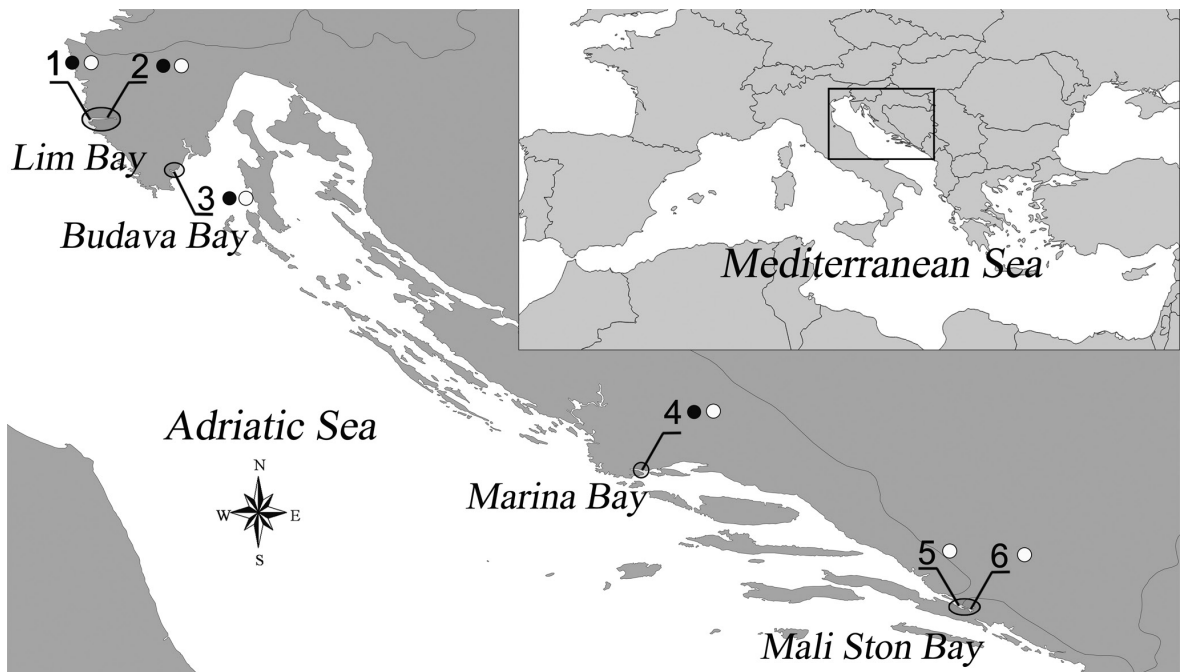 1
2
Lim Bay
3
Budava Bay
Mediterranean Sea
4
Adriatic Sea
Marina Bay
N
W
E
S
5
6
Mali Ston Bay